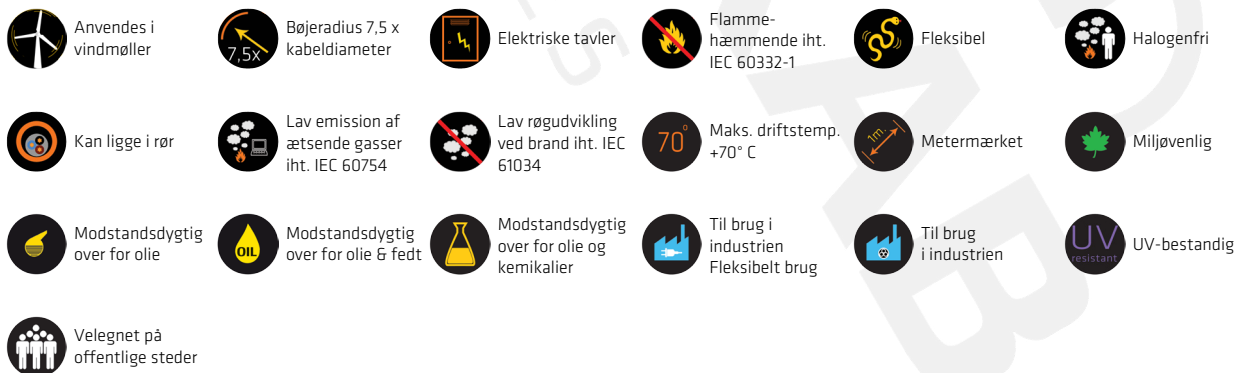 Anvendes i
vindmøller
7,5x
Bøjeradius 7,5 x
kabeldiameter
Elektriske tavler
Flamme-
hæmmende iht.
IEC 60332-1
Fleksibel
Halogenfri
Kan ligge i rør
Lav emission af
ætsende gasser
iht. IEC 60754
Lav røgudvikling
ved brand iht. IEC
61034
70°
Maks. driftstemp.
+70° C
1m.
Metermærket
Miljøvenlig
Modstandsdygtig
over for olie
OIL
Modstandsdygtig
over for olie & fedt
Modstandsdygtig
over for olie og
kemikalier
Til brug i
industrien
Fleksibelt brug
Til brug
i industrien
UV
resistant
UV-bestandig
Velegnet på
offentlige steder